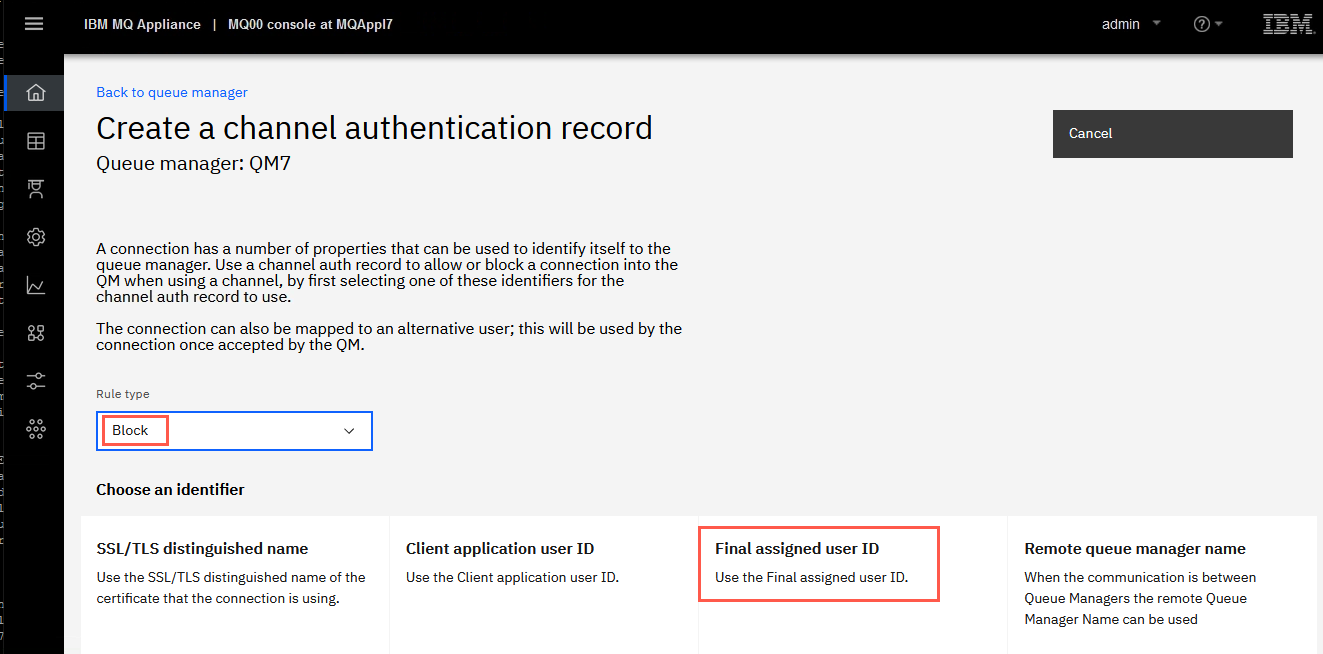 IBM MQ Appliance | MQ00 console at MQAppl7
admin
IBM
Back to queue manager
Create a channel authentication record
Cancel
Queue manager: QM7
A connection has a number of properties that can be used to identify itself to the
queue manager. Use a channel auth record to allow or block a connection into the
QM when using a channel, by first selecting one of these identifiers for the
channel auth record to use.
The connection can also be mapped to an alternative user; this will be used by the
connection once accepted by the QM.
Rule type
Block
Choose an identifier
SSL/TLS distinguished name
Use the SSL/TLS distinguished name of the
certificate that the connection is using.
Client application user ID
Use the Client application user ID.
Final assigned user ID
Use the Final assigned user ID.
Remote queue manager name
When the communication is between
Queue Managers the remote Queue
Manager Name can be used